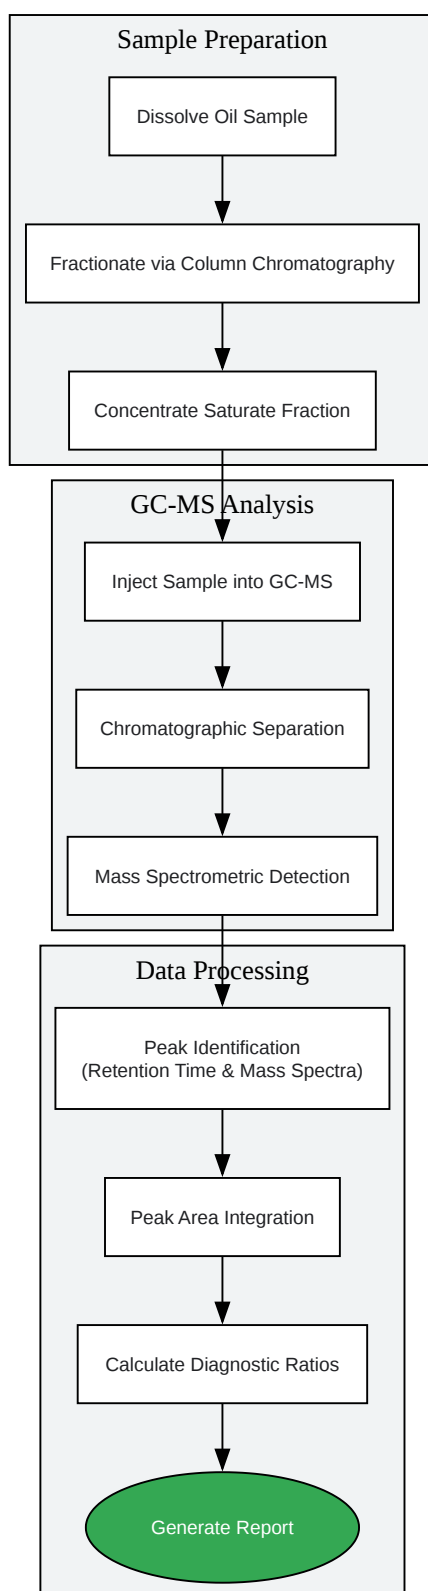 Sample Preparation
Dissolve Oil Sample
Fractionate via Column Chromatography
Concentrate Saturate Fraction
GC-MS Analysis
Inject Sample into GC-MS
Chromatographic Separation
Mass Spectrometric Detection
Data Processing
Peak Identification
(Retention Time & Mass Spectra)
Peak Area Integration
Calculate Diagnostic Ratios
Generate Report